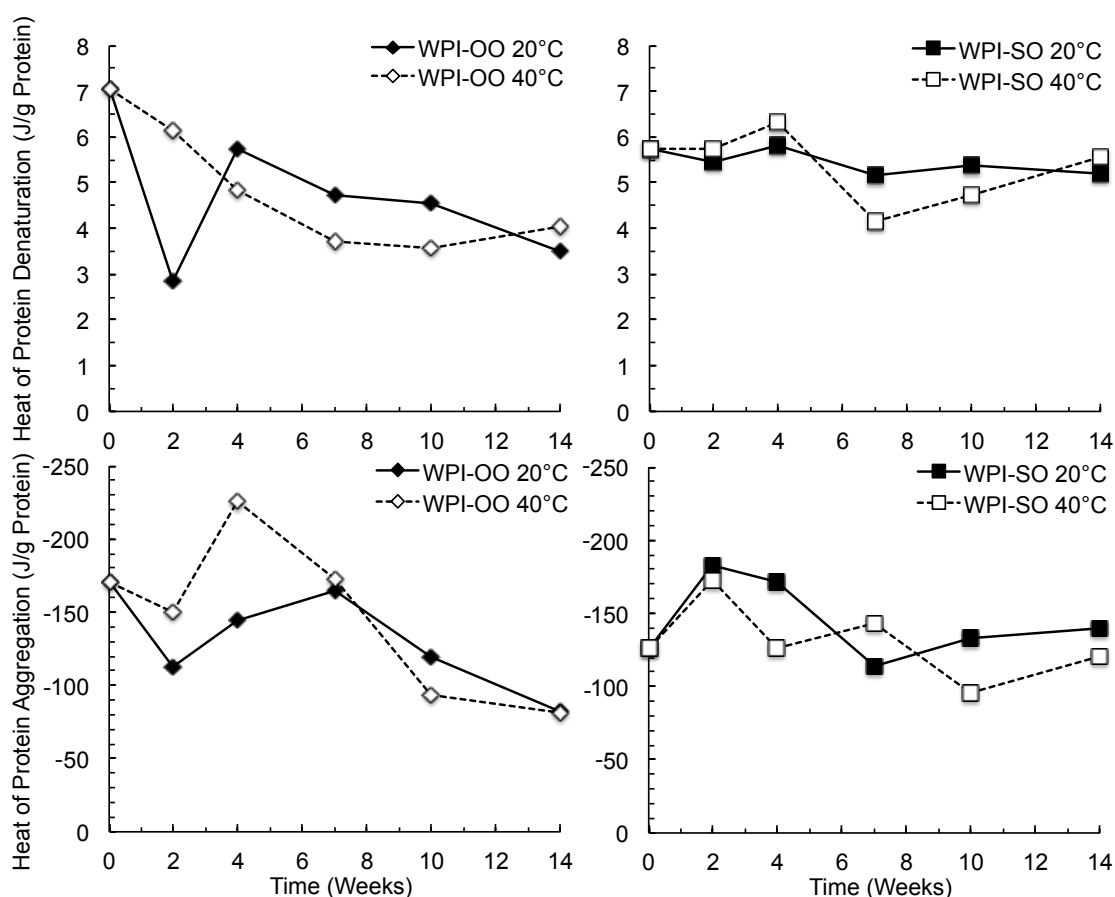 Heat of Protein Denaturation (J/g Protein)
8
7
6
5
4
3
2
1
0
0 2 4 6 8 10 12 14
WPI-OO 20°C
WPI-OO 40°C
8
7
6
5
4
3
2
1
0
0 2 4 6 8 10 12 14
WPI-SO 20°C
WPI-SO 40°C
Heat of Protein Aggregation (J/g Protein)
-250
-200
-150
-100
-50
0
0 2 4 6 8 10 12 14
Time (Weeks)
WPI-OO 20°C
WPI-OO 40°C
-250
-200
-150
-100
-50
0
0 2 4 6 8 10 12 14
Time (Weeks)
WPI-SO 20°C
WPI-SO 40°C